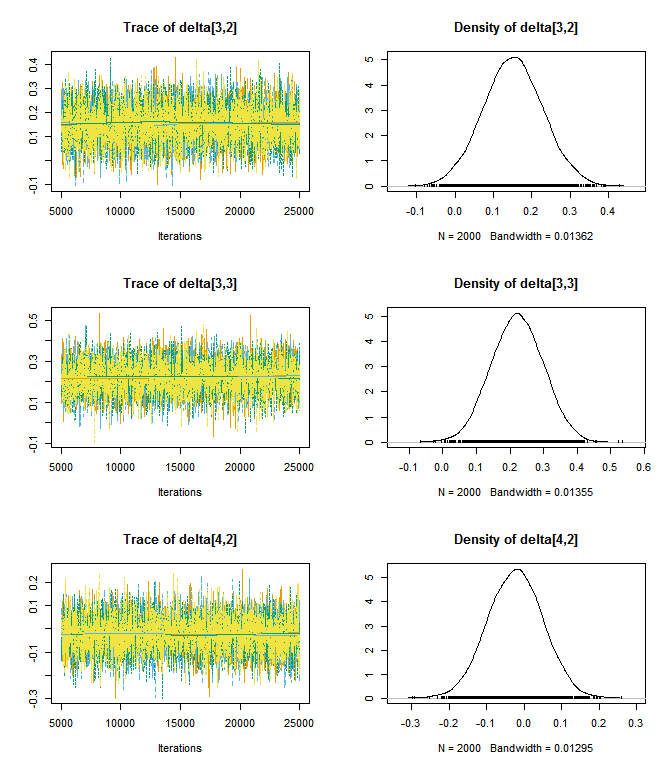 Trace of delta[3,2]
0.4
0.3
0.2
0.1
-0.1
5000 10000 15000 20000 25000
Iterations
Density of delta[3,2]
5
4
3
2
1
0
-0.1 0.0 0.1 0.2 0.3 0.4
N = 2000 Bandwidth = 0.01362
Trace of delta[3,3]
0.5
0.3
0.1
-0.1
5000 10000 15000 20000 25000
Iterations
Density of delta[3,3]
5
4
3
2
1
0
-0.1 0.0 0.1 0.2 0.3 0.4 0.5 0.6
N = 2000 Bandwidth = 0.01355
Trace of delta[4,2]
0.2
0.1
-0.1
-0.3
5000 10000 15000 20000 25000
Iterations
Density of delta[4,2]
5
4
3
2
1
0
-0.3 -0.2 -0.1 0.0 0.1 0.2 0.3
N = 2000 Bandwidth = 0.01295